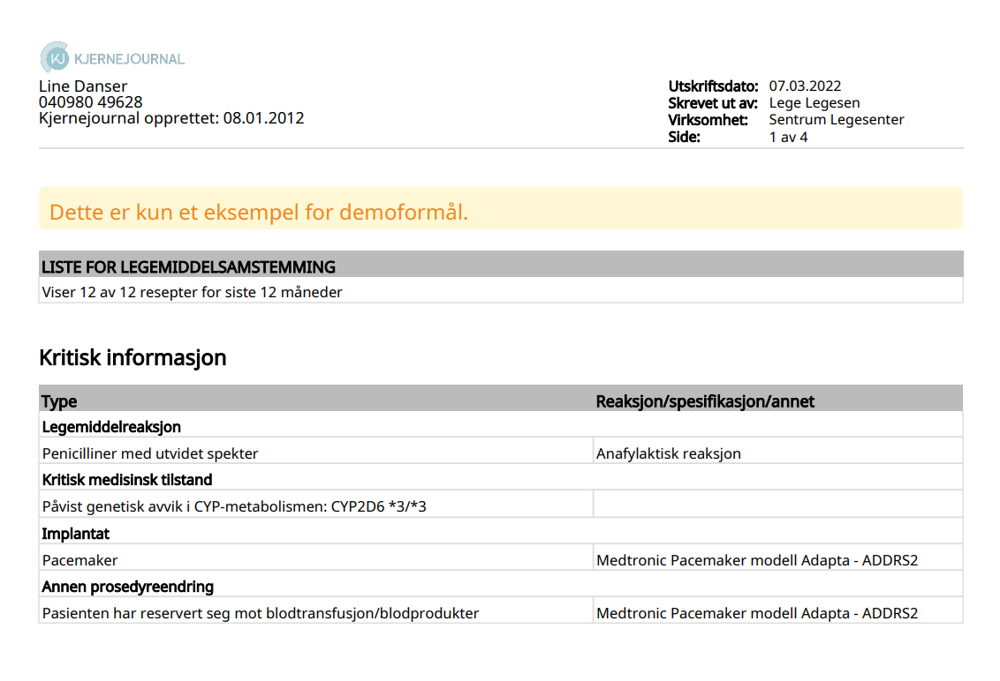 KJERNEJOURNAL
Line Danser
040980 49628
Kjernejournal opprettet: 08.01.2012
Utskriftsdato: 07.03.2022
Skrevet ut av: Lege Legesen
Virksomhet: Sentrum Legesenter
Side: 1 av 4
Dette er kun et eksempel for demoformål.
LISTE FOR LEGEMIDDELSAMSTEMMING
Viser 12 av 12 resepter for siste 12 måneder
Kritisk informasjon
Type Reaksjon/spesifikasjon/annet
Legemiddelreaksjon
Penicilliner med utvidet spekter Anafylaktisk reaksjon
Kritisk medisinsk tilstand
Påvist genetisk avvik i CYP-metabolismen: CYP2D6 *3/*3
Implantat
Pacemaker Medtronic Pacemaker modell Adapta - ADDRS2
Annen prosedyreendring
Pasienten har reservert seg mot blodtransfusjon/blodprodukter Medtronic Pacemaker modell Adapta - ADDRS2